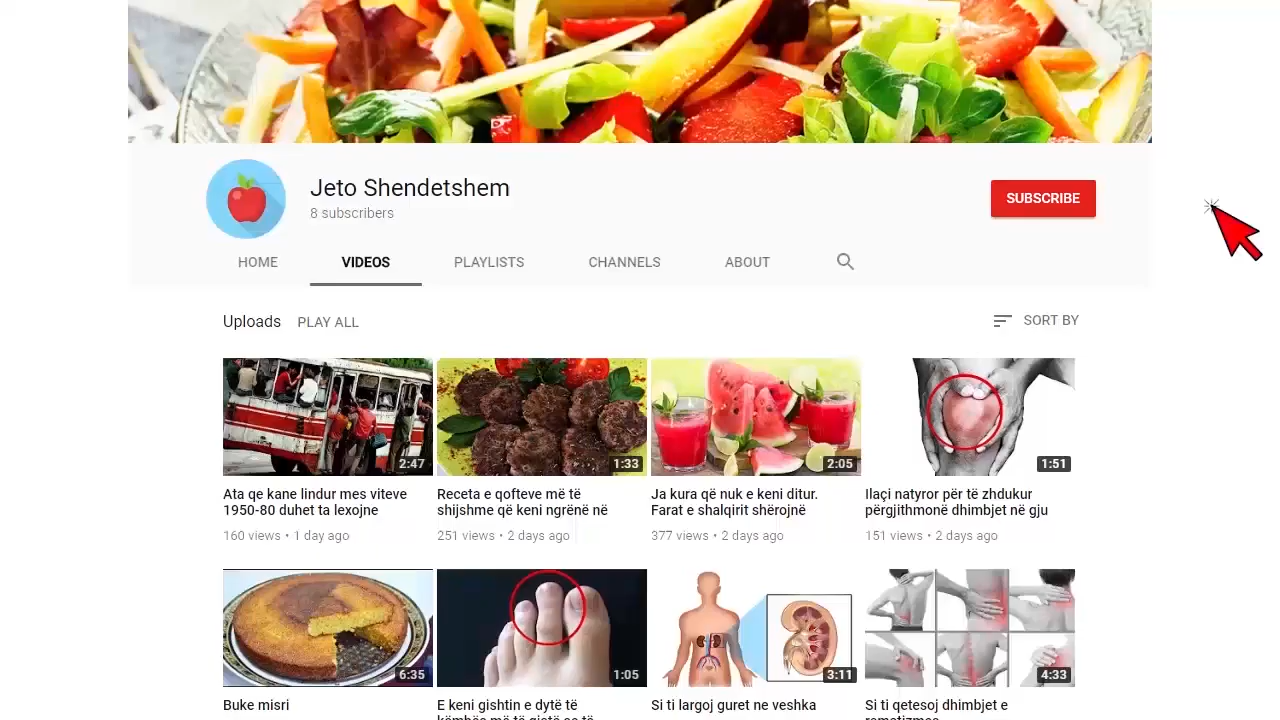 Jeto Shendetshem
8 subscribers
SUBSCRIBE
HOME
VIDEOS
PLAYLISTS
CHANNELS
ABOUT
Uploads
PLAY ALL
SORT BY
2:47
1:33
2:05
1:51
Ata qe kane lindur mes viteve
1950-80 duhet ta lexojne
160 views • 1 day ago
Receta e qofteve më të
shijshme që keni ngrënë në
251 views • 2 days ago
Ja kura që nuk e keni ditur.
Farat e shalqirit shërojnë
377 views • 2 days ago
Ilaçi natyror për të zhdukur
përgjithmonë dhimbjet në gju
151 views • 2 days ago
6:35
1:05
3:11
4:33
Buke misri
E keni gishtin e dytë të
Si ti largoj guret ne veshka
Si ti qetesoj dhimbjet e